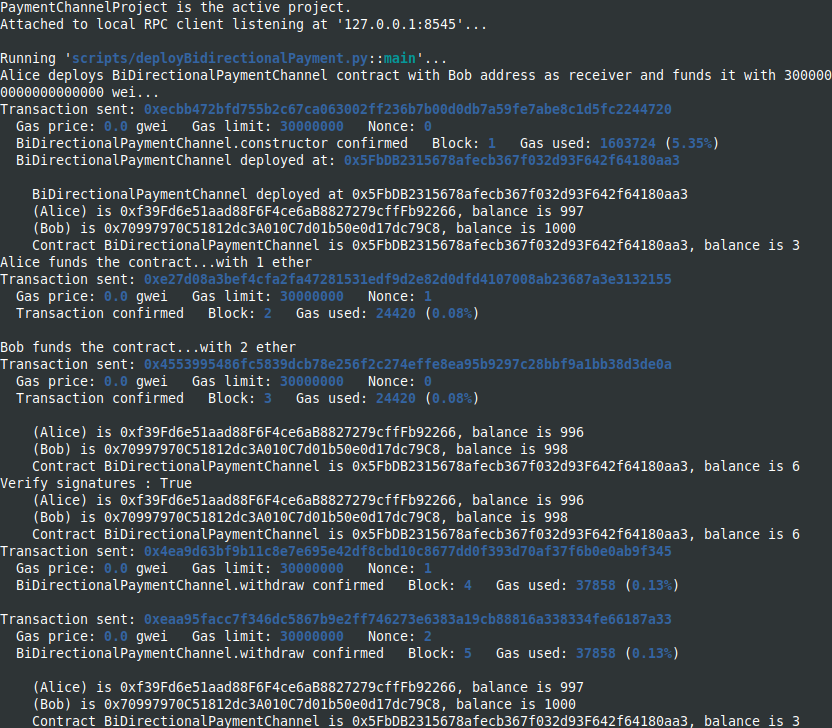 PaymentChannelProject is the active project.
Attached to local RPC client listening at '127.0.0.1:8545'...
Running 'scripts/deployBidirectionalPayment.py::main'...
Alice deploys BiDirectionalPaymentChannel contract with Bob address as receiver and funds it with 300000
0000000000000 wei...
Transaction sent: 0xecbb472bfd755b2c67ca063002ff236b7b00d0db7a59fe7abe8c1d5fc2244720
Gas price: 0.0 gwei Gas limit: 30000000 Nonce: 0
BiDirectionalPaymentChannel.constructor confirmed Block: 1 Gas used: 1603724 (5.35%)
BiDirectionalPaymentChannel deployed at: 0x5FbDB2315678afecb367f032d93F642f64180aa3
BiDirectionalPaymentChannel deployed at 0x5FbDB2315678afecb367f032d93F642f64180aa3
(Alice) is 0xf39Fd6e51aad88F6F4ce6aB8827279cffFb92266, balance is 997
(Bob) is 0x70997970C51812dc3A010C7d01b50e0d17dc79C8, balance is 1000
Contract BiDirectionalPaymentChannel is 0x5FbDB2315678afecb367f032d93F642f64180aa3, balance is 3
Alice funds the contract...with 1 ether
Transaction sent: 0xe27d08a3bef4cfa2fa47281531edf9d2e82d0dfd4107008ab23687a3e3132155
Gas price: 0.0 gwei Gas limit: 30000000 Nonce: 1
Transaction confirmed Block: 2 Gas used: 24420 (0.08%)
Bob funds the contract...with 2 ether
Transaction sent: 0x4553995486fc5839dcb78e256f2c274effe8ea95b9297c28bbf9a1bb38d3de0a
Gas price: 0.0 gwei Gas limit: 30000000 Nonce: 0
Transaction confirmed Block: 3 Gas used: 24420 (0.08%)
(Alice) is 0xf39Fd6e51aad88F6F4ce6aB8827279cffFb92266, balance is 996
(Bob) is 0x70997970C51812dc3A010C7d01b50e0d17dc79C8, balance is 998
Contract BiDirectionalPaymentChannel is 0x5FbDB2315678afecb367f032d93F642f64180aa3, balance is 6
Verify signatures : True
(Alice) is 0xf39Fd6e51aad88F6F4ce6aB8827279cffFb92266, balance is 996
(Bob) is 0x70997970C51812dc3A010C7d01b50e0d17dc79C8, balance is 998
Contract BiDirectionalPaymentChannel is 0x5FbDB2315678afecb367f032d93F642f64180aa3, balance is 6
Transaction sent: 0x4ea9d63bf9b11c8e7e695e42df8cbd10c8677dd0f393d70af37f6b0e0ab9f345
Gas price: 0.0 gwei Gas limit: 30000000 Nonce: 1
BiDirectionalPaymentChannel.withdraw confirmed Block: 4 Gas used: 37858 (0.13%)
Transaction sent: 0xeaa95facc7f346dc5867b9e2ff746273e6383a19cb88816a338334fe66187a33
Gas price: 0.0 gwei Gas limit: 30000000 Nonce: 2
BiDirectionalPaymentChannel.withdraw confirmed Block: 5 Gas used: 37858 (0.13%)
(Alice) is 0xf39Fd6e51aad88F6F4ce6aB8827279cffFb92266, balance is 997
(Bob) is 0x70997970C51812dc3A010C7d01b50e0d17dc79C8, balance is 1000
Contract BiDirectionalPaymentChannel is 0x5FbDB2315678afecb367f032d93F642f64180aa3, balance is 3